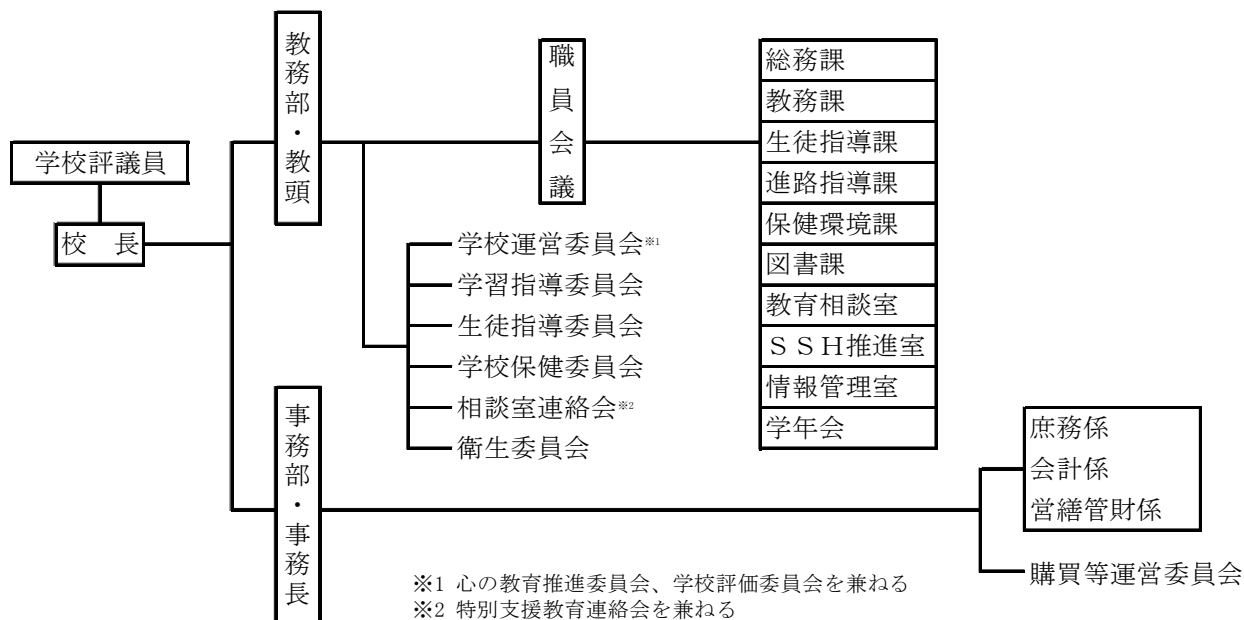 学校評議員
校　長
教務部・教頭
職員会議
総務課
教務課
生徒指導課
進路指導課
保健環境課
図書課
教育相談室
ＳＳＨ推進室
情報管理室
学年会
学校運営委員会※1
学習指導委員会
生徒指導委員会
学校保健委員会
相談室連絡会※2
衛生委員会
事務部・事務長
庶務係
会計係
営繕管財係
購買等運営委員会
※1 心の教育推進委員会、学校評価委員会を兼ねる
※2 特別支援教育連絡会を兼ねる